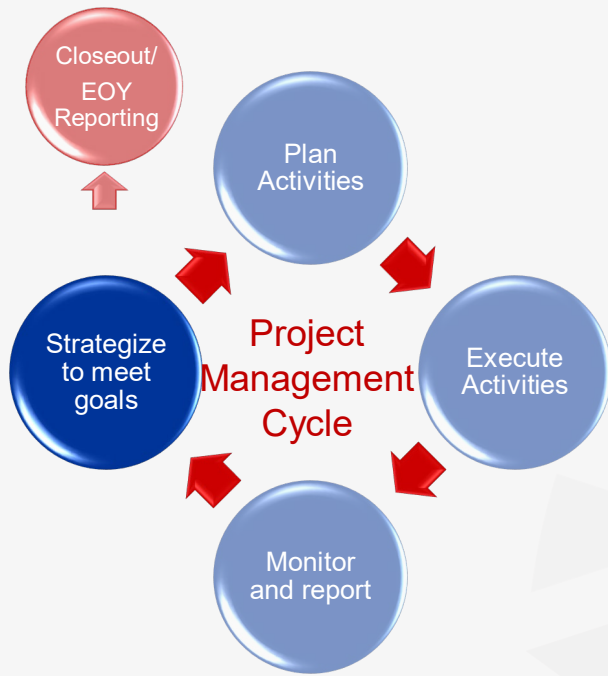 Closeout/
EOY
Reporting
Plan
Activities
Strategize
to meet
goals
Project
Management
Cycle
Execute
Activities
Monitor
and report